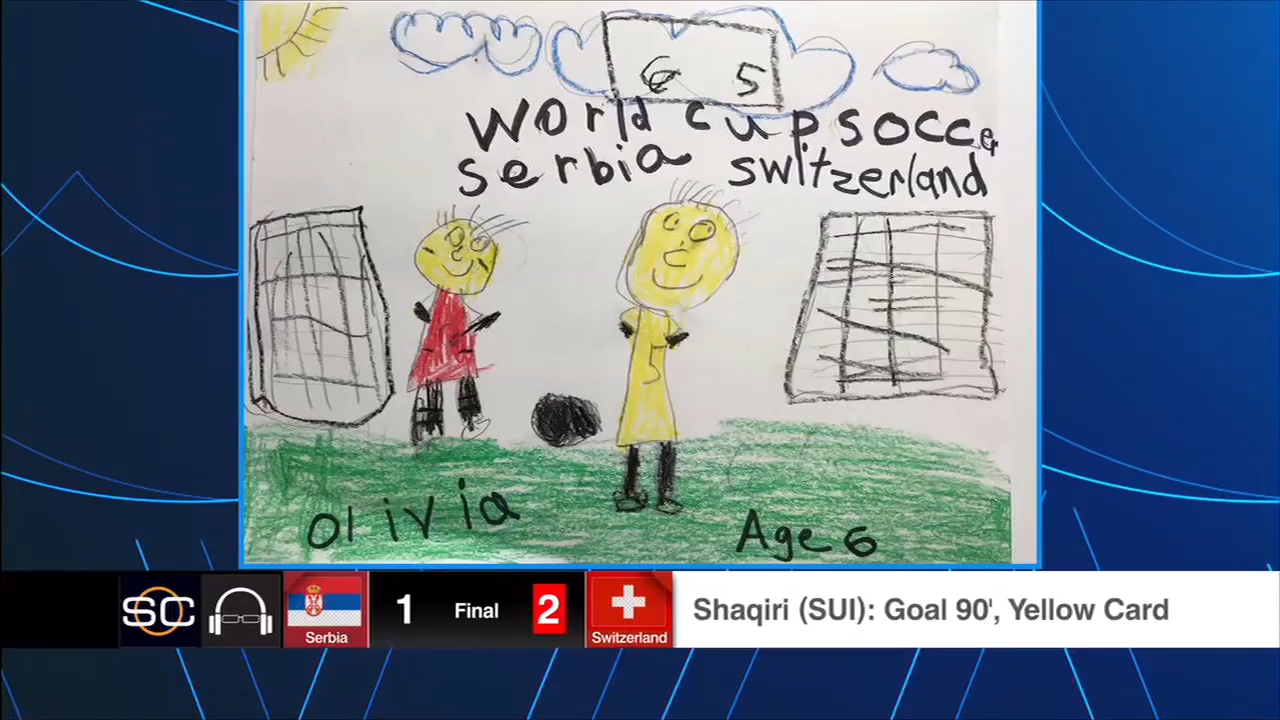 6 5
world cup soccer
serbia switzerland
5
Olivia
Age 6
SC
Serbia
1
Final
2
Switzerland
Shaqiri (SUI): Goal 90', Yellow Card